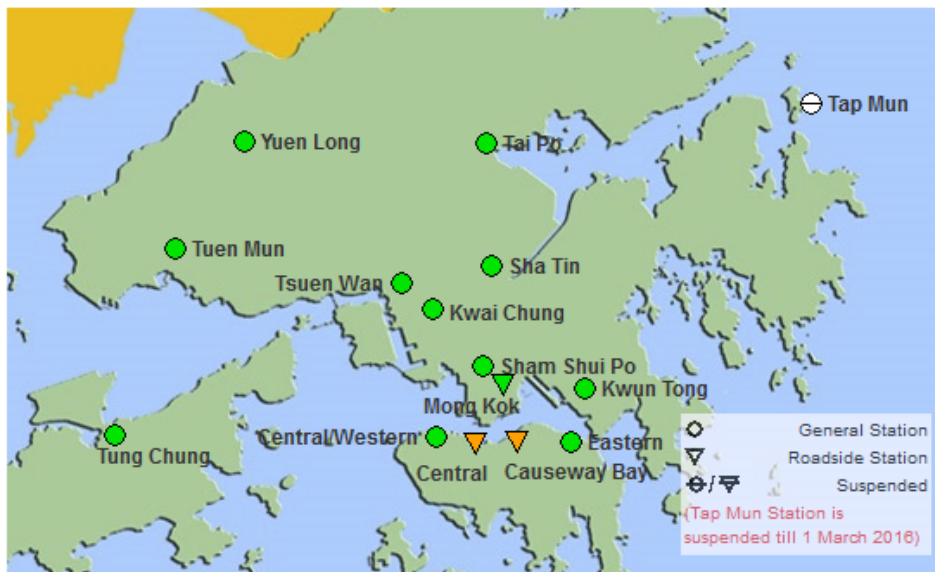 Tap Mun
Yuen Long
Tai Po
Tuen Mun
Sha Tin
Tsuen Wan
Kwai Chung
Sham Shui Po
Kwun Tong
Mong Kok
Central/Western
Eastern
Tung Chung
Central
Causeway Bay
General Station
Roadside Station
/
Suspended
(Tap Mun Station is
suspended till 1 March 2016)